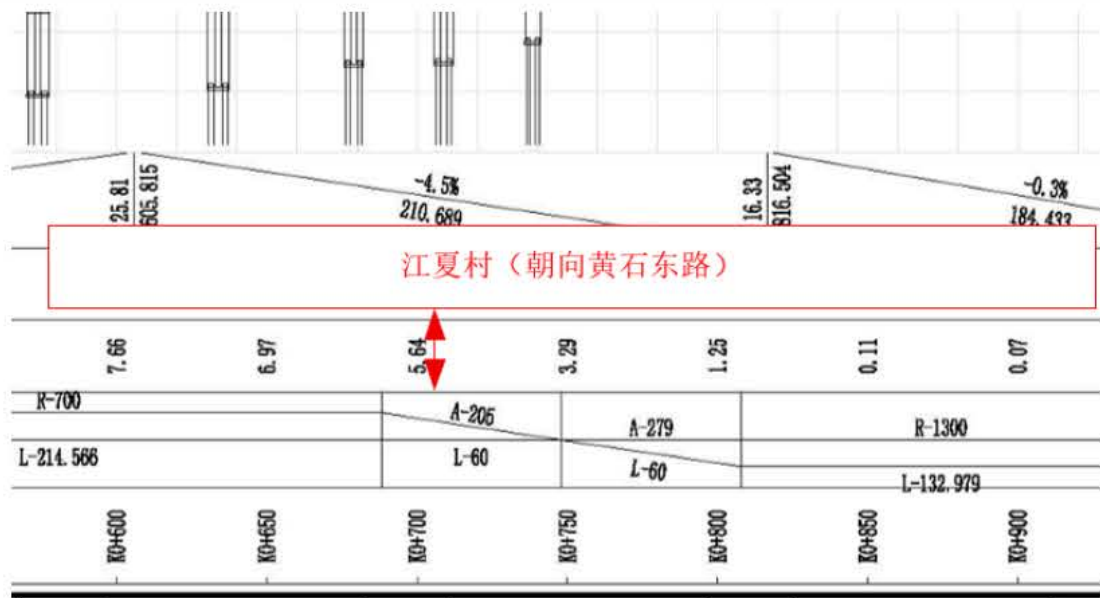 25.81
605.815
-4.5%
210.689
16.33
816.504
-0.3%
184.433
江夏村（朝向黄石东路）
7.66
6.97
5.64
3.29
1.25
0.11
0.07
R-700
A-205
A-279
R-1300
L-214.566
L-60
L-60
L-132.979
K0+600
K0+650
K0+700
K0+750
K0+800
K0+850
K0+900